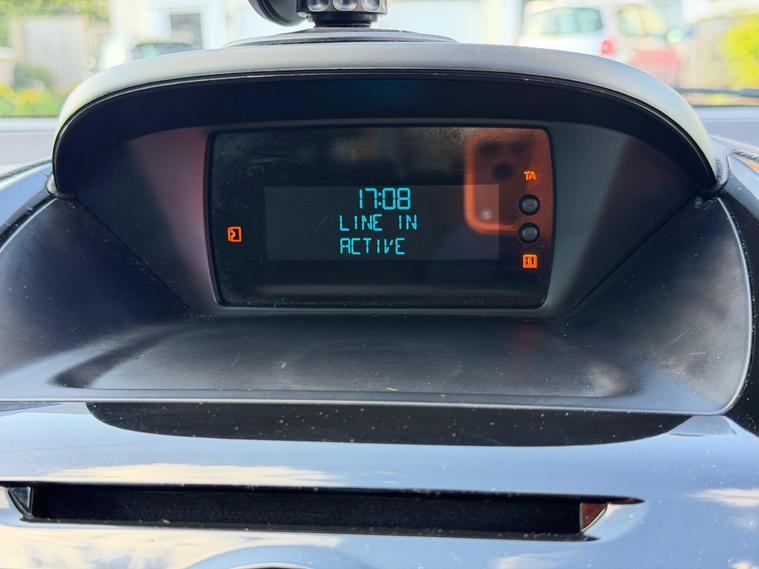 TA
17:08
LINE IN
ACTIVE